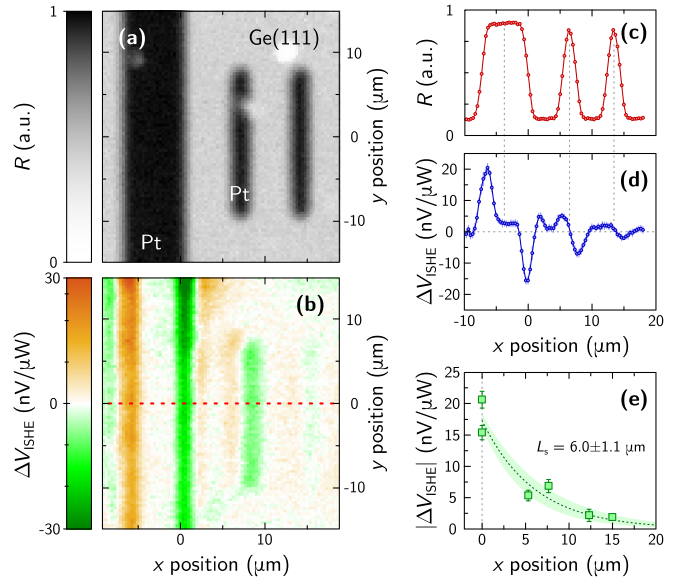 (a)
Ge(111)
Pt
Pt
1
0
R (a.u.)
10
0
-10
y position (μm)
(b)
30
0
-30
ΔV_ISHE (nV/μW)
10
0
-10
y position (μm)
0
10
x position (μm)
(c)
1
0
R (a.u.)
(d)
20
10
0
-10
-20
ΔV_ISHE (nV/μW)
-10
0
10
20
x position (μm)
(e)
25
20
15
10
5
0
|ΔV_ISHE| (nV/μW)
L_s = 6.0±1.1 μm
0
5
10
15
20
x position (μm)